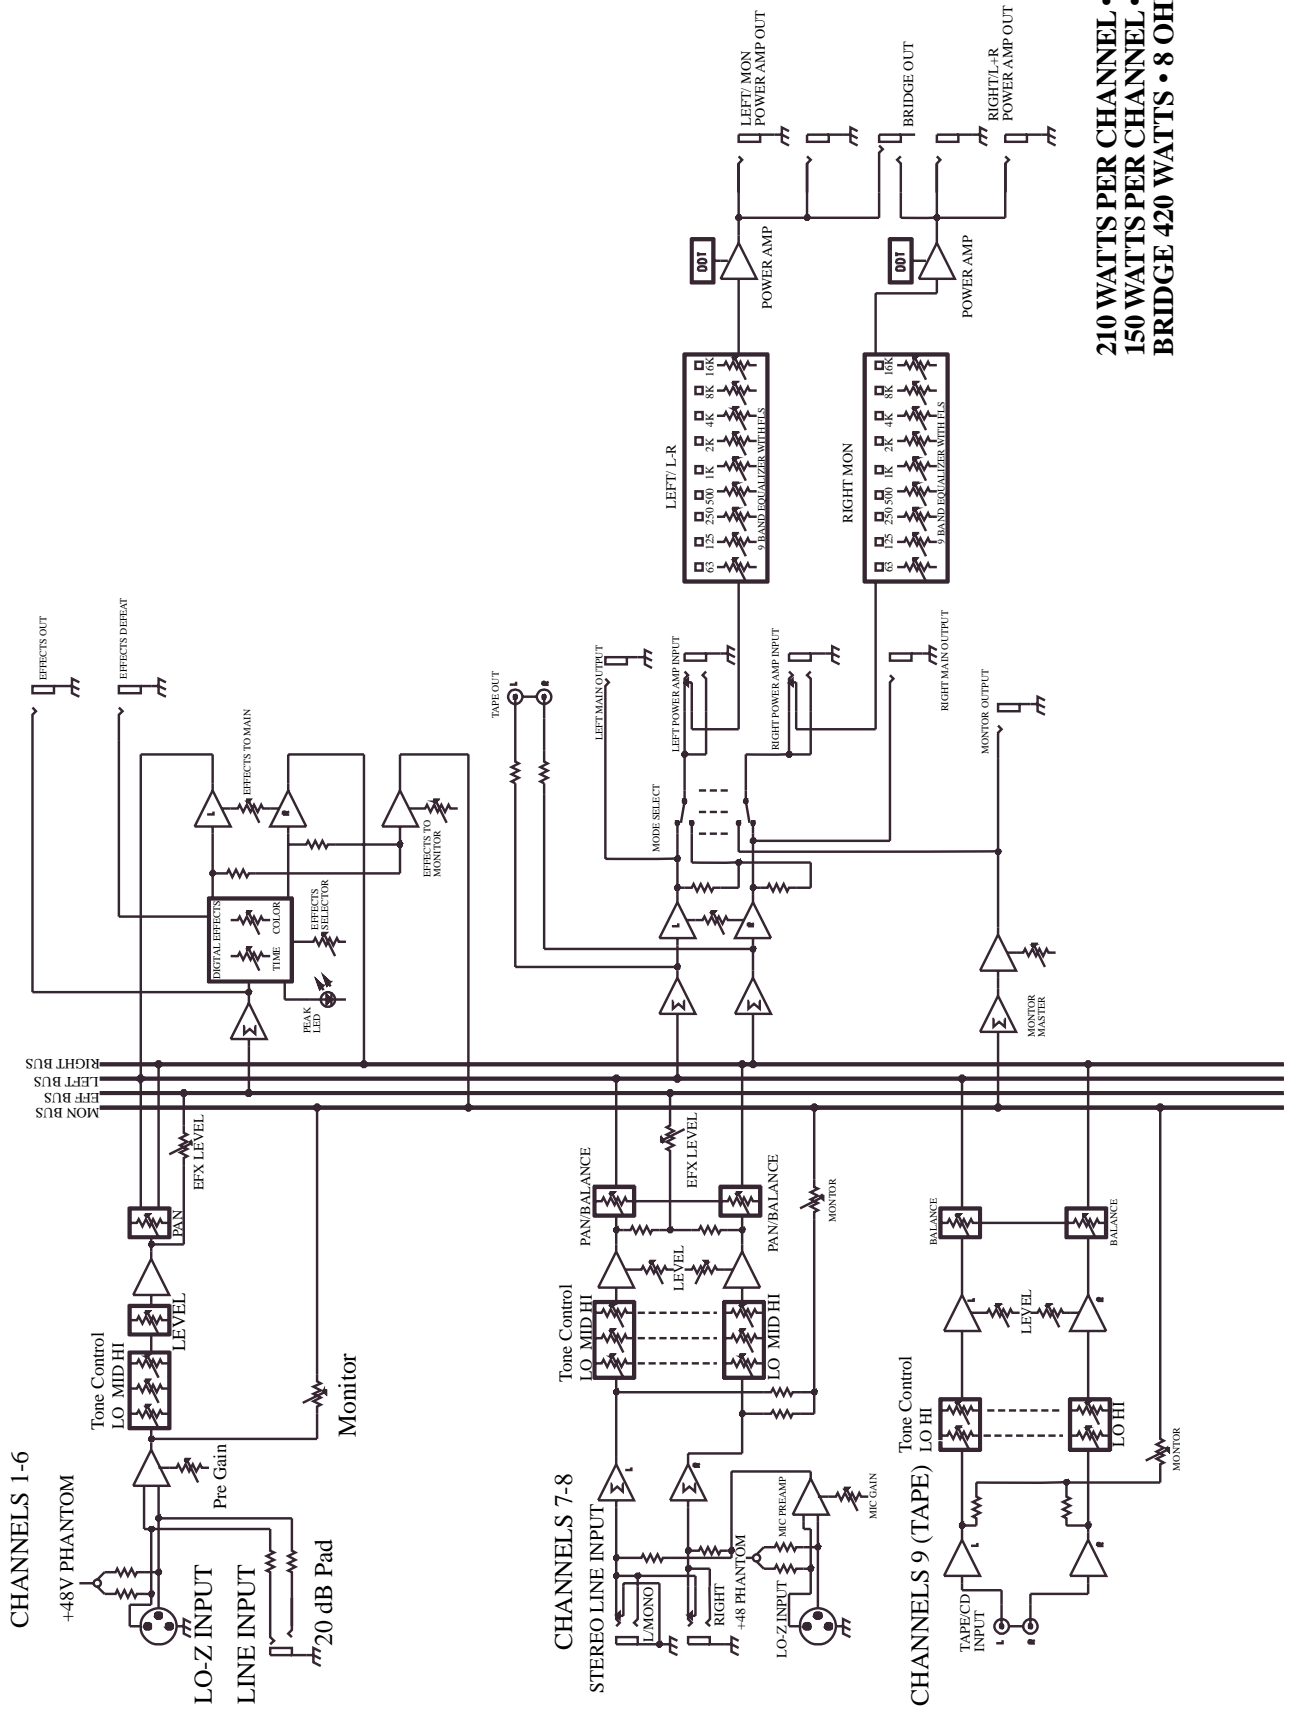 CHANNELS 1-6
+48V PHANTOM
LO-Z INPUT
LINE INPUT
20 dB Pad
Pre Gain
Tone Control
LO MID HI
LEVEL
PAN
EFX LEVEL
Monitor
MON BUS
EFF BUS
LEFT BUS
RIGHT BUS
EFFECTS OUT
EFFECTS DEFEAT
DIGTAL EFFECTS
TIME
COLOR
PEAK
LED
EFFECTS
SELECTOR
L
EFFECTS TO MAIN
R
EFFECTS TO
MONITOR
CHANNELS 7-8
STEREO LINE INPUT
L/MONO
RIGHT
+48 PHANTOM
LO-Z INPUT
MIC PREAMP
MIC GAIN
Σ
L
Σ
R
Tone Control
LO MID HI
LO MID HI
LEVEL
PAN/BALANCE
PAN/BALANCE
EFX LEVEL
MONTOR
CHANNELS 9 (TAPE)
TAPE/CD
INPUT
L
R
L
R
Tone Control
LO HI
LO HI
LEVEL
L
R
BALANCE
BALANCE
MONTOR
Σ
Σ
Σ
Σ
L
R
MONTOR
MASTER
TAPE OUT
L
R
MODE SELECT
LEFT MAIN OUTPUT
LEFT POWER AMP INPUT
RIGHT POWER AMP INPUT
RIGHT MAIN OUTPUT
MONTOR OUTPUT
LEFT/ L-R
63 125 250 500 1K 2K 4K 8K 16K
9 BAND EQUALIZER WITH FLS
RIGHT MON
63 125 250 500 1K 2K 4K 8K 16K
9 BAND EQUALIZER WITH FLS
DDT
POWER AMP
DDT
POWER AMP
LEFT/ MON
POWER AMP OUT
BRIDGE OUT
RIGHT/L+R
POWER AMP OUT
210 WATTS PER CHANNEL •
150 WATTS PER CHANNEL •
BRIDGE 420 WATTS • 8 OH